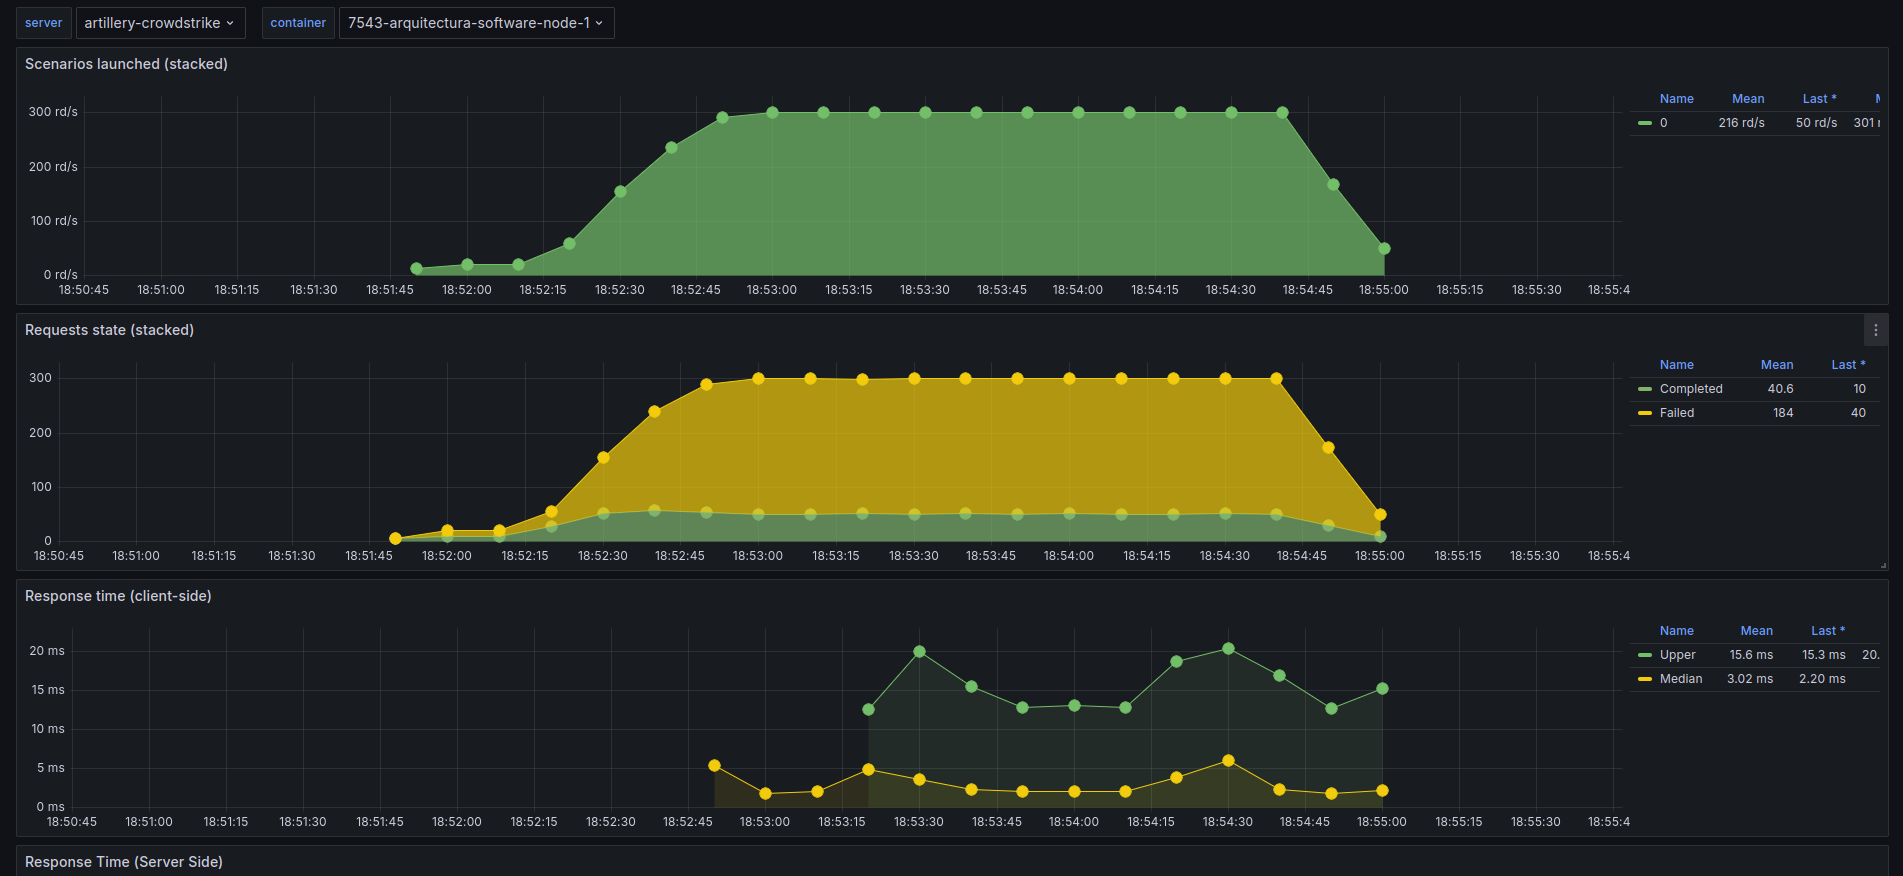 server artillery-crowdstrike container 7543-arquitectura-software-node-1
Scenarios launched (stacked)
300 rd/s
200 rd/s
100 rd/s
0 rd/s
18:50:45 18:51:00 18:51:15 18:51:30 18:51:45 18:52:00 18:52:15 18:52:30 18:52:45 18:53:00 18:53:15 18:53:30 18:53:45 18:54:00 18:54:15 18:54:30 18:54:45 18:55:00 18:55:15 18:55:30 18:55:4
Name Mean Last *
0 216 rd/s 50 rd/s 301
Requests state (stacked)
300
200
100
0
18:50:45 18:51:00 18:51:15 18:51:30 18:51:45 18:52:00 18:52:15 18:52:30 18:52:45 18:53:00 18:53:15 18:53:30 18:53:45 18:54:00 18:54:15 18:54:30 18:54:45 18:55:00 18:55:15 18:55:30 18:55:4
Name Mean Last *
Completed 40.6 10
Failed 184 40
Response time (client-side)
20 ms
15 ms
10 ms
5 ms
0 ms
18:50:45 18:51:00 18:51:15 18:51:30 18:51:45 18:52:00 18:52:15 18:52:30 18:52:45 18:53:00 18:53:15 18:53:30 18:53:45 18:54:00 18:54:15 18:54:30 18:54:45 18:55:00 18:55:15 18:55:30 18:55:4
Name Mean Last *
Upper 15.6 ms 15.3 ms 20.
Median 3.02 ms 2.20 ms
Response Time (Server Side)